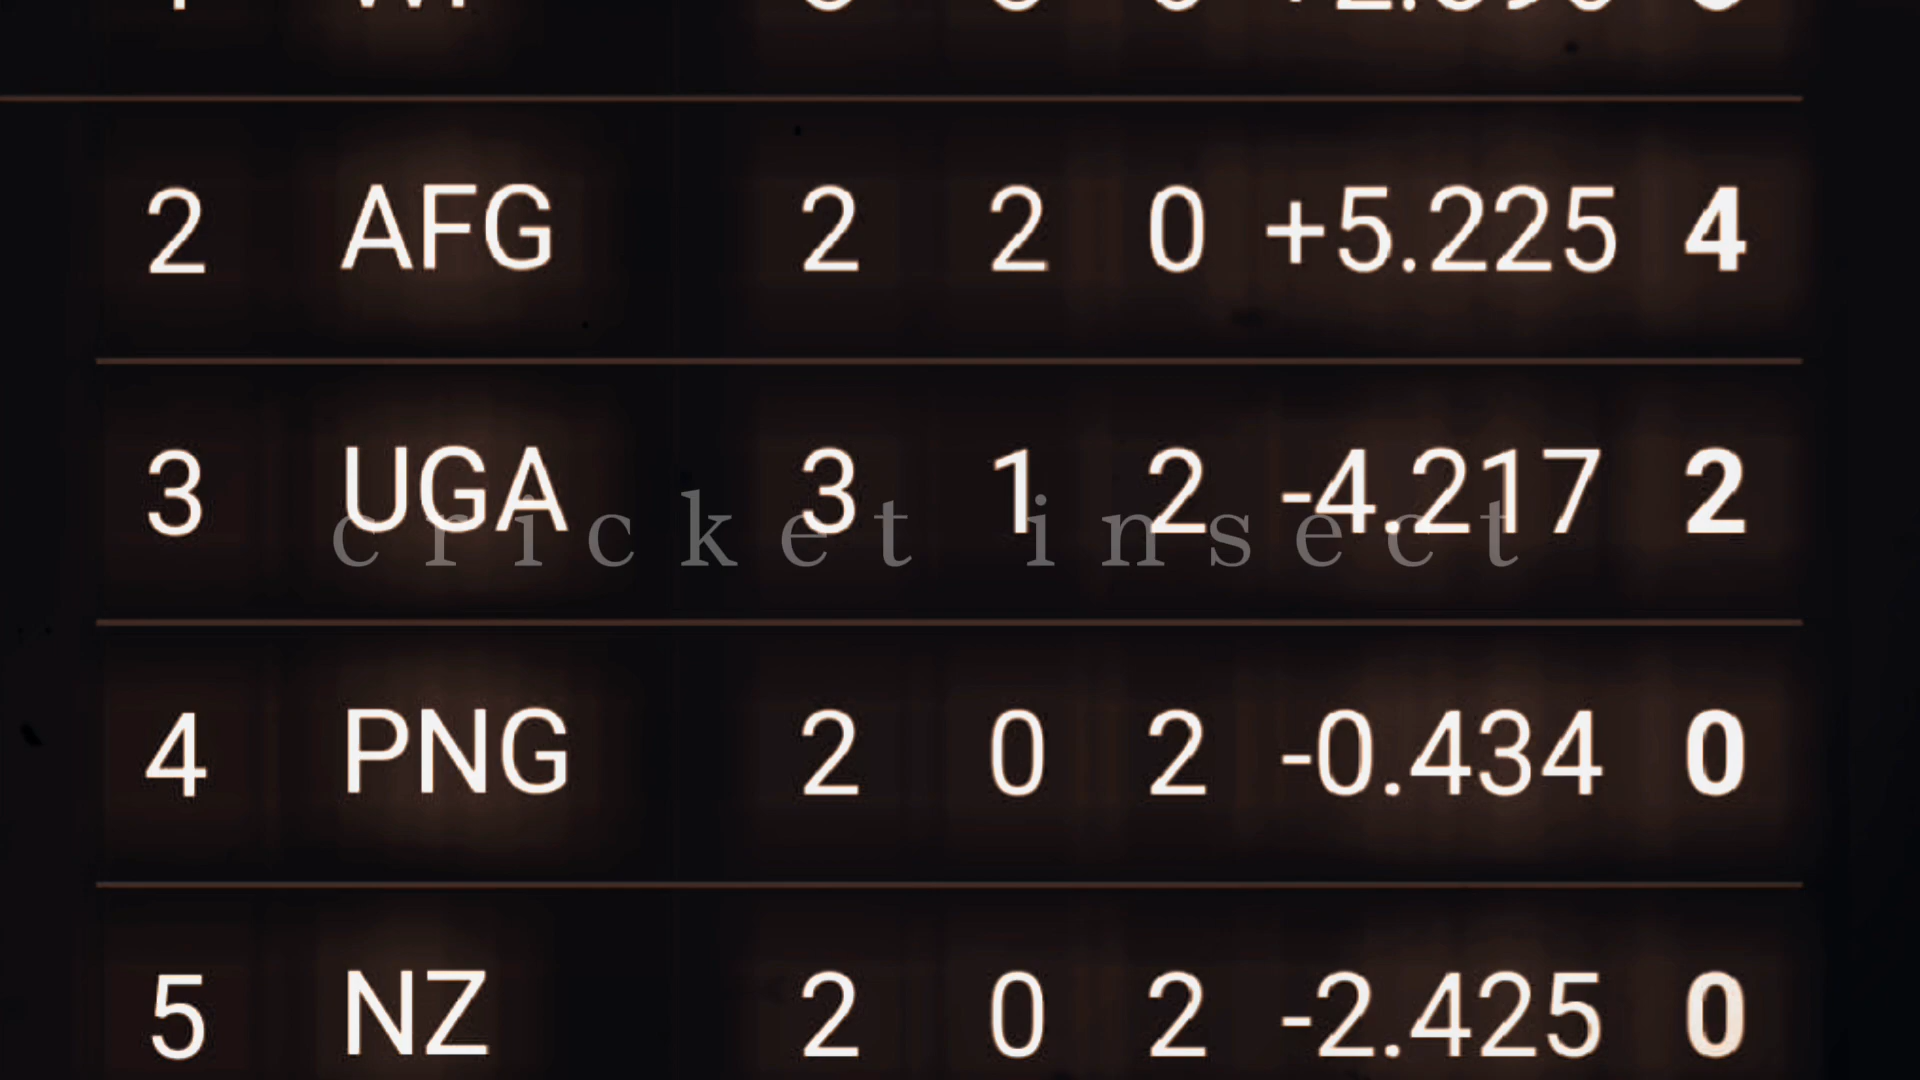 2 AFG 2 2 0 +5.225 4
3 UGA 3 1 2 -4.217 2
cricket insect
4 PNG 2 0 2 -0.434 0
5 NZ 2 0 2 -2.425 0